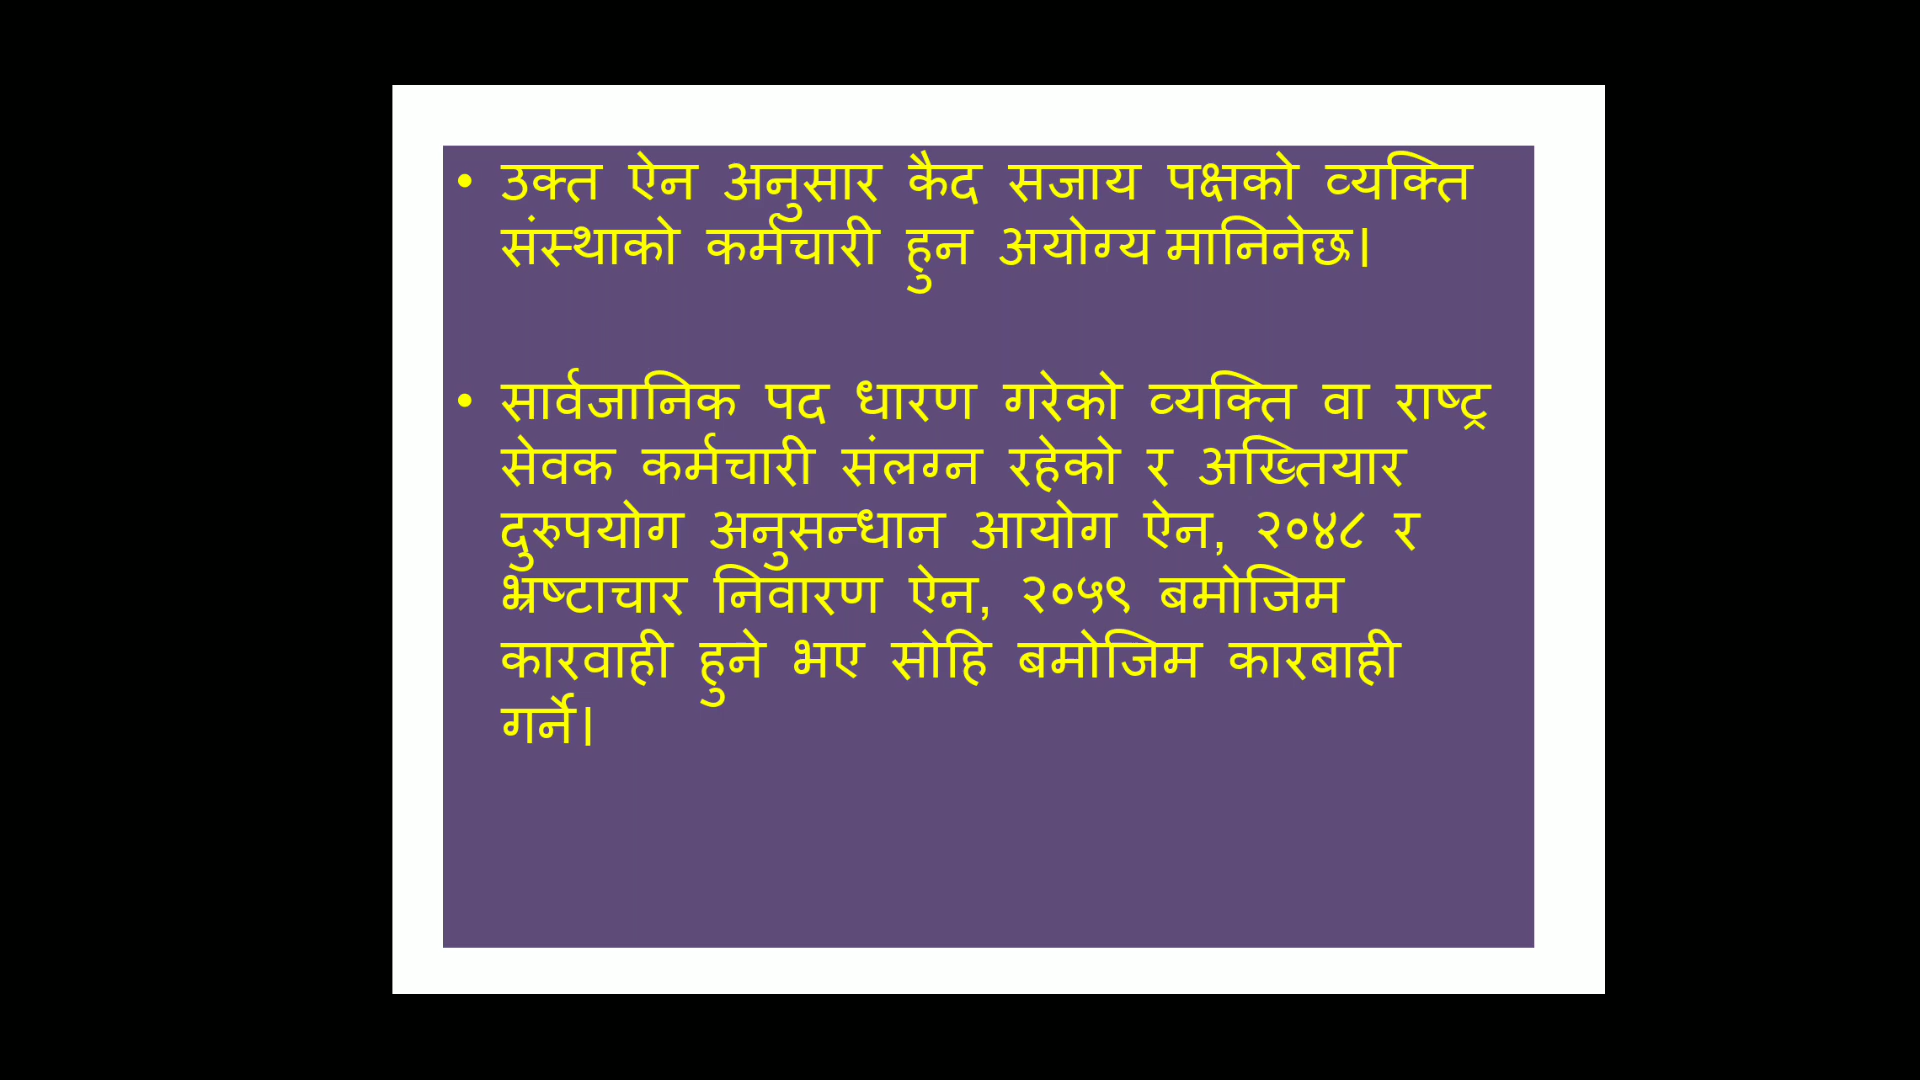 • उक्त ऐन अनुसार कैद सजाय पक्षको व्यक्ति
संस्थाको कर्मचारी हुन अयोग्य मानिनेछ।
• सार्वजानिक पद धारण गरेको व्यक्ति वा राष्ट्र
सेवक कर्मचारी संलग्न रहेको र अख्तियार
दुरुपयोग अनुसन्धान आयोग ऐन, २०४८ र
भ्रष्टाचार निवारण ऐन, २०५९ बमोजिम
कारवाही हुने भए सोहि बमोजिम कारबाही
गर्ने।